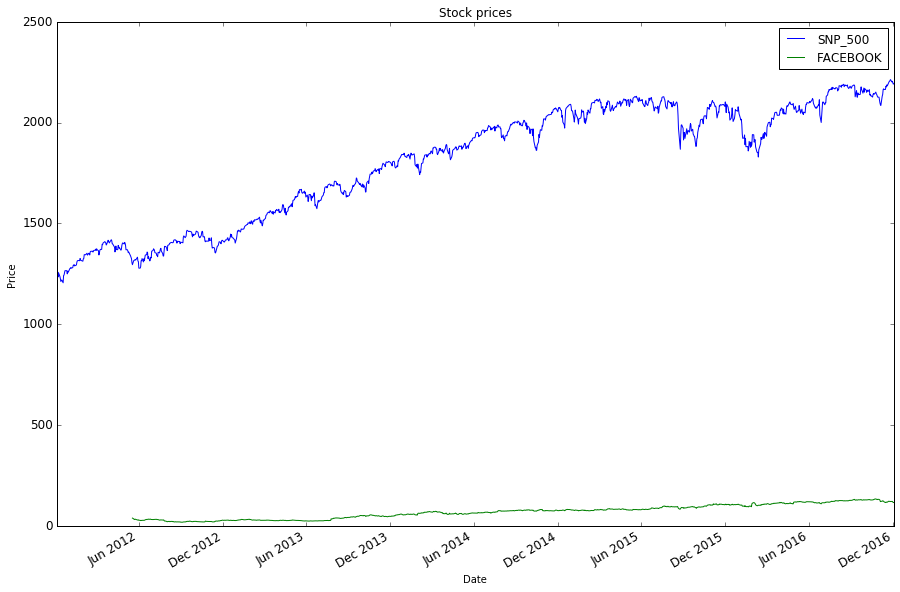 Stock prices
SNP_500
FACEBOOK
2500
2000
1500
1000
500
0
Price
Jun 2012
Dec 2012
Jun 2013
Dec 2013
Jun 2014
Dec 2014
Jun 2015
Dec 2015
Jun 2016
Dec 2016
Date